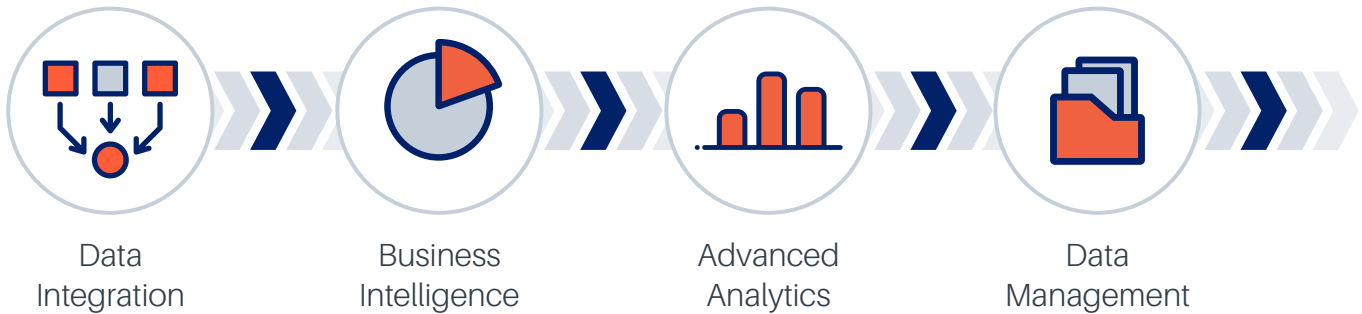 Data
Integration
Business
Intelligence
Advanced
Analytics
Data
Management